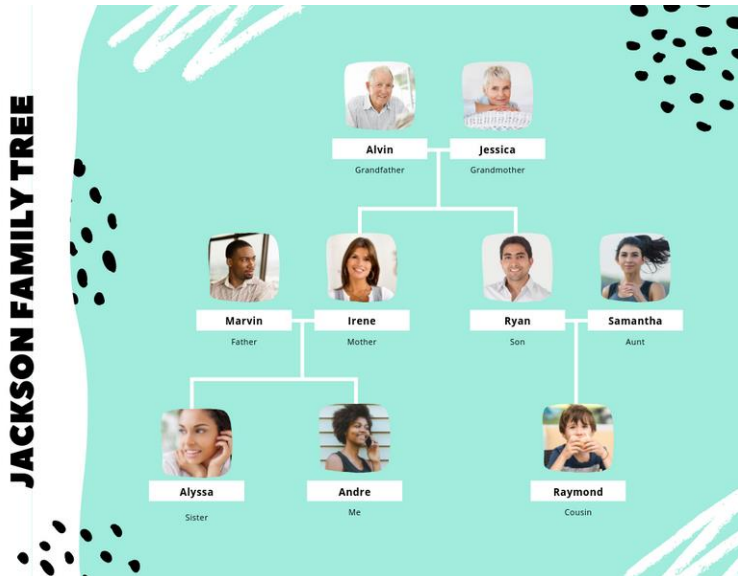 JACKSON FAMILY TREE
Alvin
Jessica
Grandfather
Grandmother
Marvin
Irene
Ryan
Samantha
Father
Mother
Son
Aunt
Alyssa
Andre
Raymond
Sister
Me
Cousin